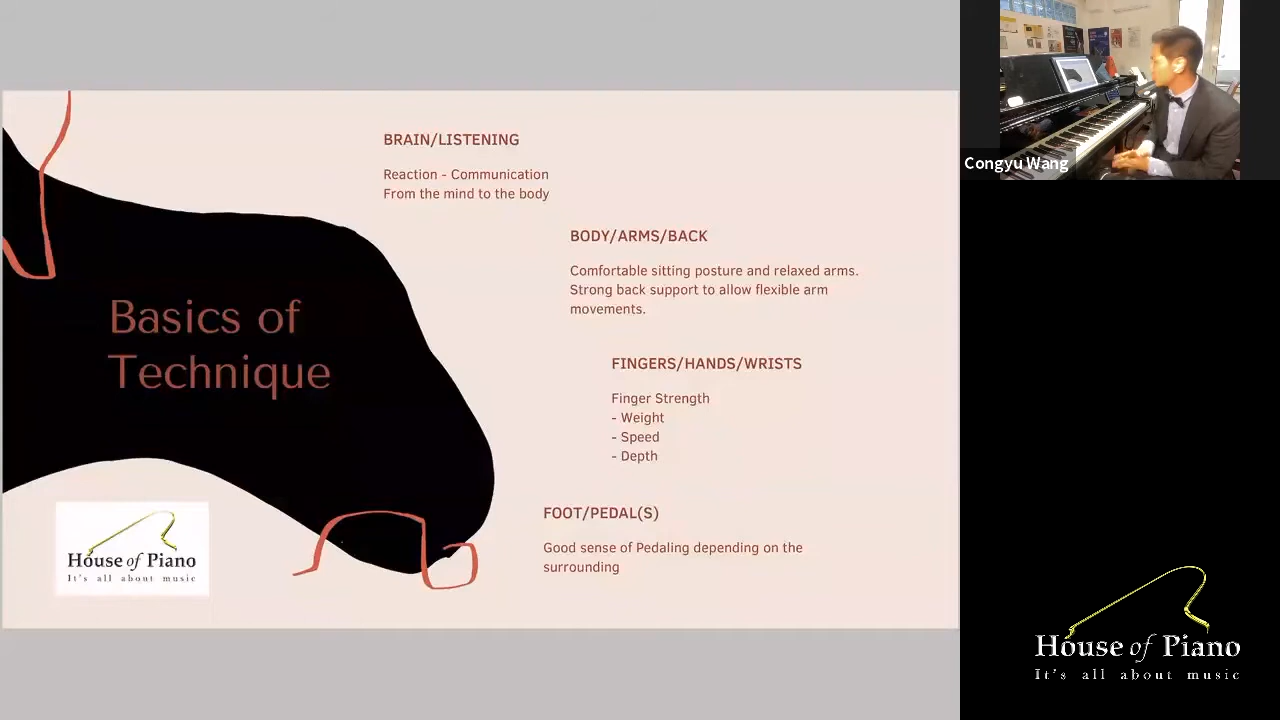 BRAIN/LISTENING
Reaction - Communication
From the mind to the body
BODY/ARMS/BACK
Comfortable sitting posture and relaxed arms.
Strong back support to allow flexible arm
movements.
Basics of
Technique
FINGERS/HANDS/WRISTS
Finger Strength
- Weight
- Speed
- Depth
FOOT/PEDAL(S)
Good sense of Pedaling depending on the
surrounding
House of Piano
It's all about music
Congyu Wang
House of Piano
It's all about music